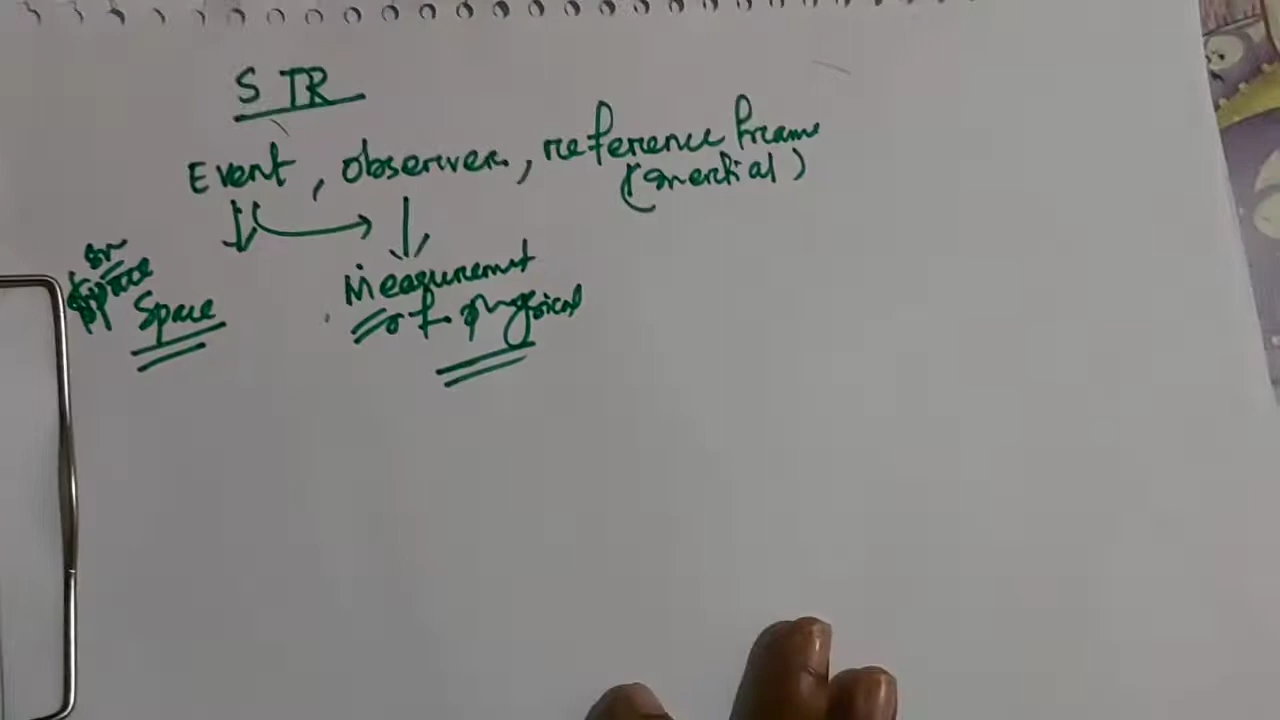 STR
Event, observer, reference frame
(inertial)
Measurement
Space
of physical